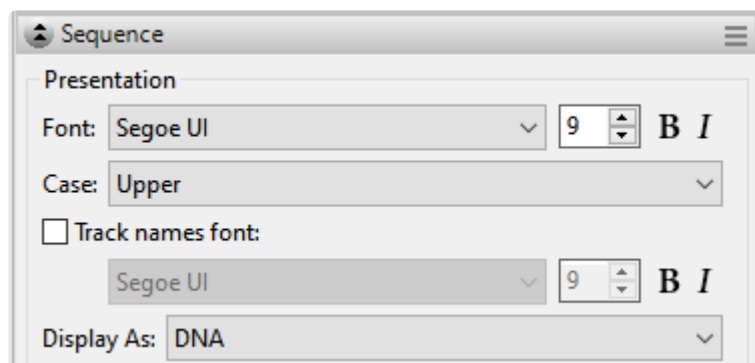 Sequence
Presentation
Font: Segoe UI 9 B I
Case: Upper
Track names font:
Segoe UI 9 B I
Display As: DNA